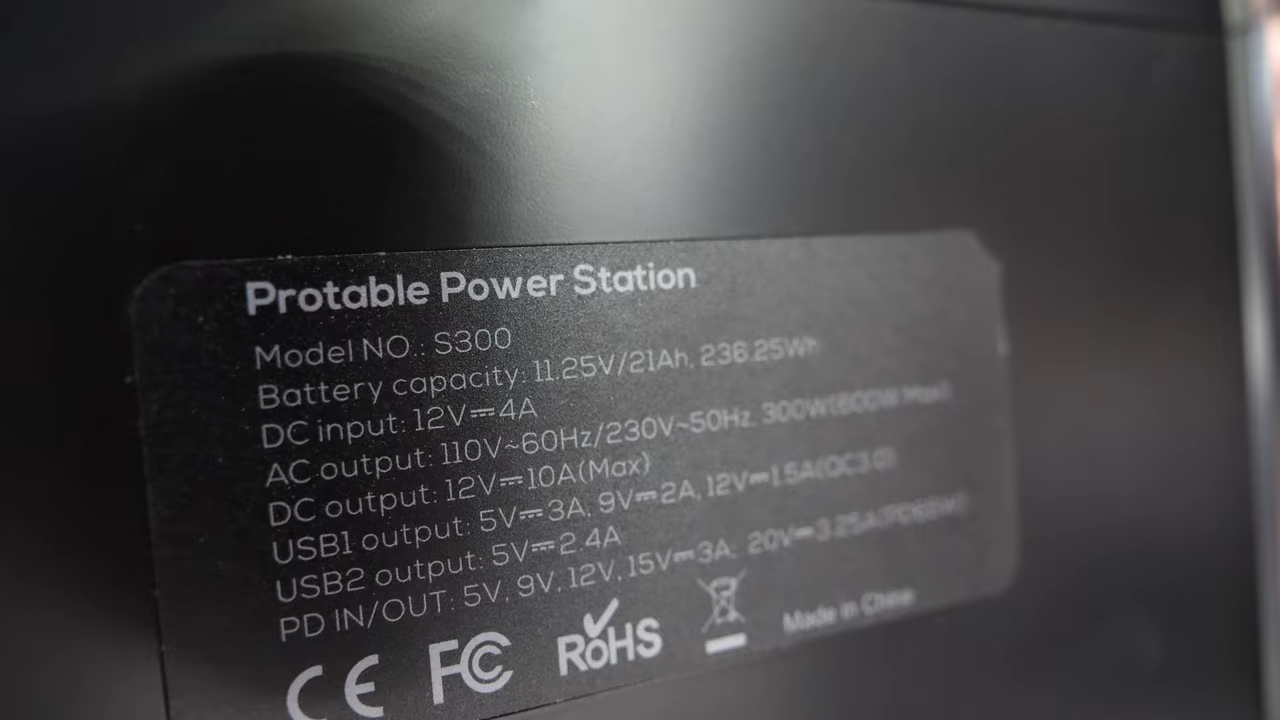 Protable Power Station
Model NO.: S300
Battery capacity: 11.25V/21Ah, 236.25Wh
DC input: 12V⎓4A
AC output: 110V~60Hz/230V~50Hz, 300W(600W Max)
DC output: 12V⎓10A(Max)
USB1 output: 5V⎓3A, 9V⎓2A, 12V⎓1.5A(QC3.0)
USB2 output: 5V⎓2.4A
PD IN/OUT: 5V, 9V, 12V, 15V⎓3A, 20V⎓3.25A(PD65W)
CE FC RoHS Made in China